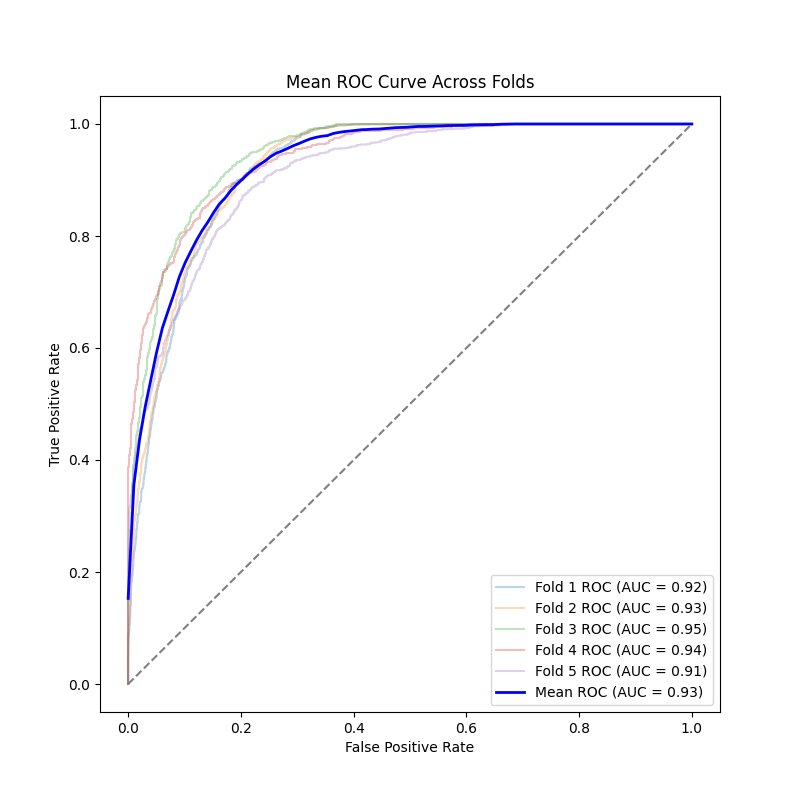 Mean ROC Curve Across Folds
True Positive Rate
1.0
0.8
0.6
0.4
0.2
0.0
0.0 0.2 0.4 0.6 0.8 1.0
False Positive Rate
Fold 1 ROC (AUC = 0.92)
Fold 2 ROC (AUC = 0.93)
Fold 3 ROC (AUC = 0.95)
Fold 4 ROC (AUC = 0.94)
Fold 5 ROC (AUC = 0.91)
Mean ROC (AUC = 0.93)